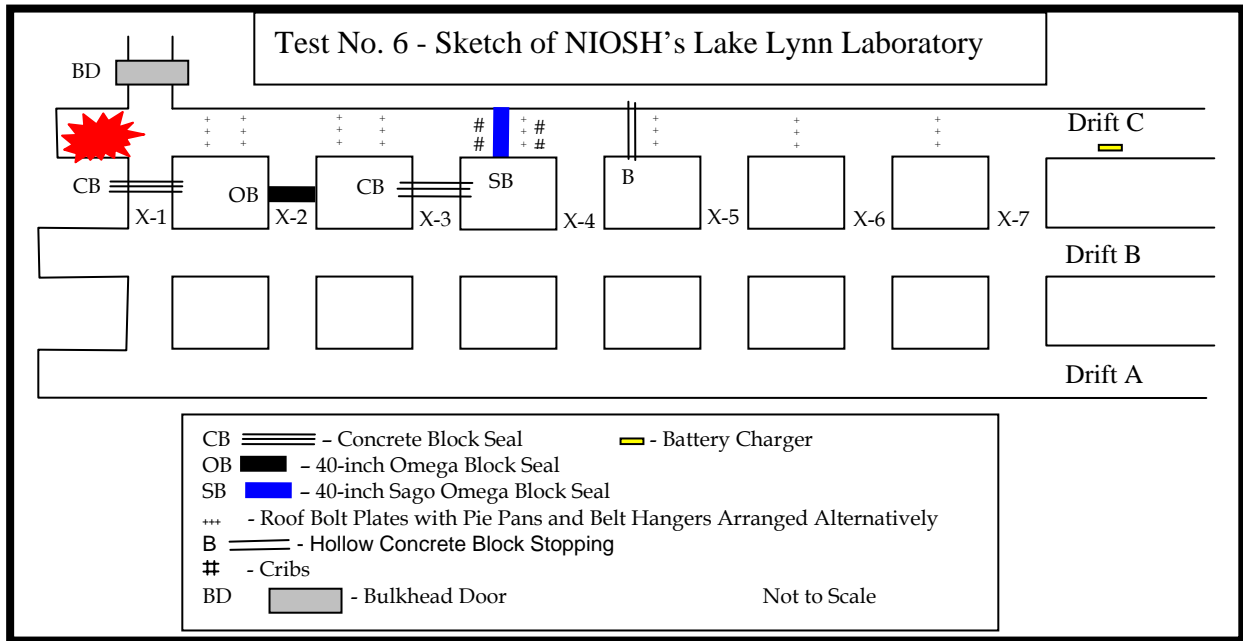 Test No. 6 - Sketch of NIOSH's Lake Lynn Laboratory
BD
Drift C
CB
OB
CB
SB
B
X-1
X-2
X-3
X-4
X-5
X-6
X-7
Drift B
Drift A
CB – Concrete Block Seal - Battery Charger
OB – 40-inch Omega Block Seal
SB – 40-inch Sago Omega Block Seal
+++ - Roof Bolt Plates with Pie Pans and Belt Hangers Arranged Alternatively
B - Hollow Concrete Block Stopping
# - Cribs
BD - Bulkhead Door Not to Scale